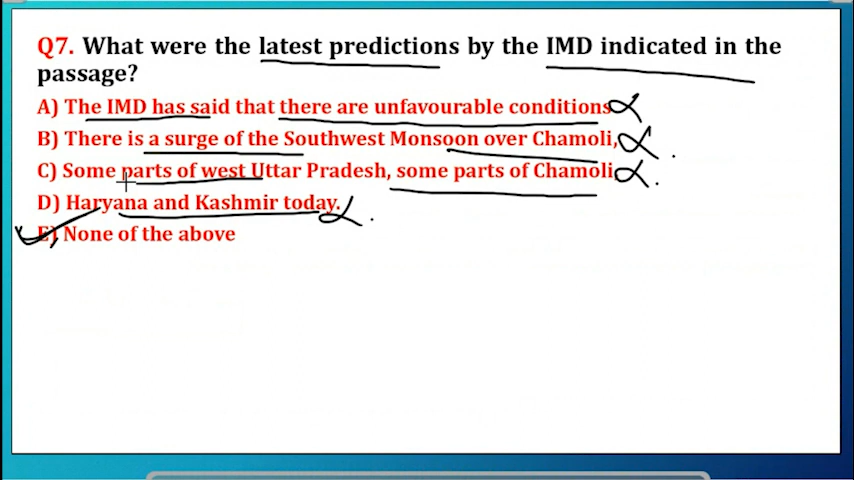 Q7. What were the latest predictions by the IMD indicated in the
passage?
A) The IMD has said that there are unfavourable conditions
B) There is a surge of the Southwest Monsoon over Chamoli,
C) Some parts of west Uttar Pradesh, some parts of Chamoli
D) Haryana and Kashmir today.
E) None of the above